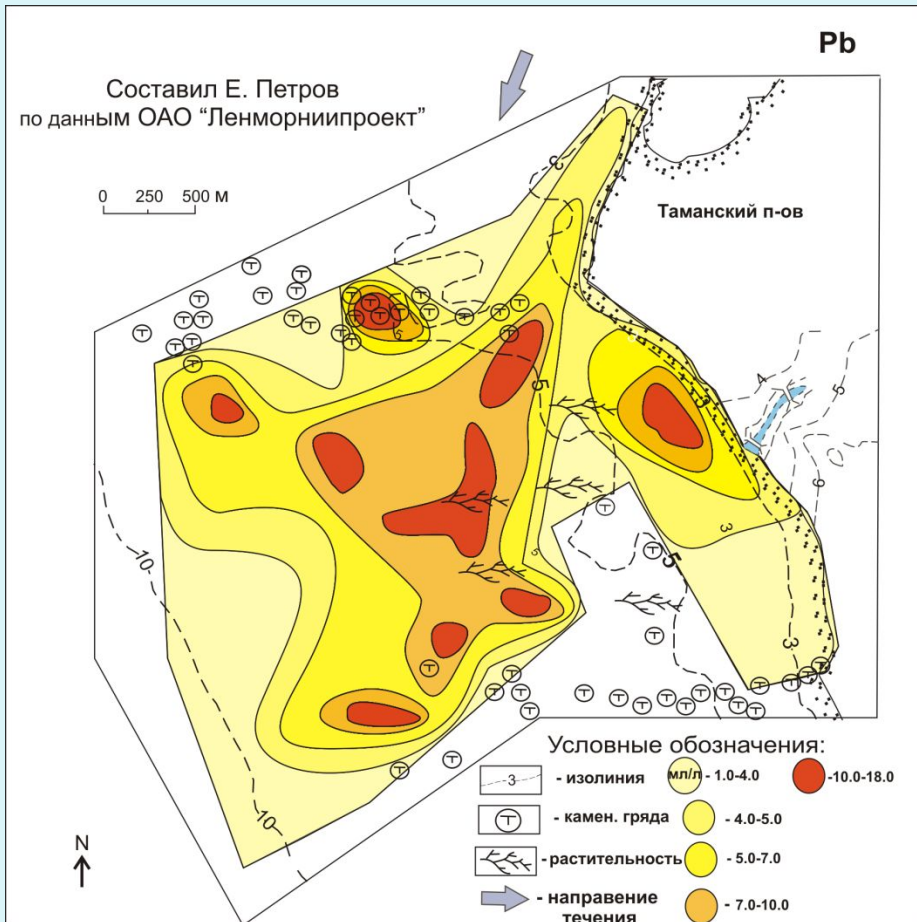 Pb
Составил Е. Петров
по данным ОАО “Ленморниипроект”
0 250 500 М
Таманский п-ов
3
5
4
5
5
3
6
3
5
5
10
3
10
Условные обозначения:
3 - изолиния
мл/л - 1.0-4.0
-10.0-18.0
Т - камен. гряда
- 4.0-5.0
- растительность
- 5.0-7.0
- направение
течения
- 7.0-10.0
N